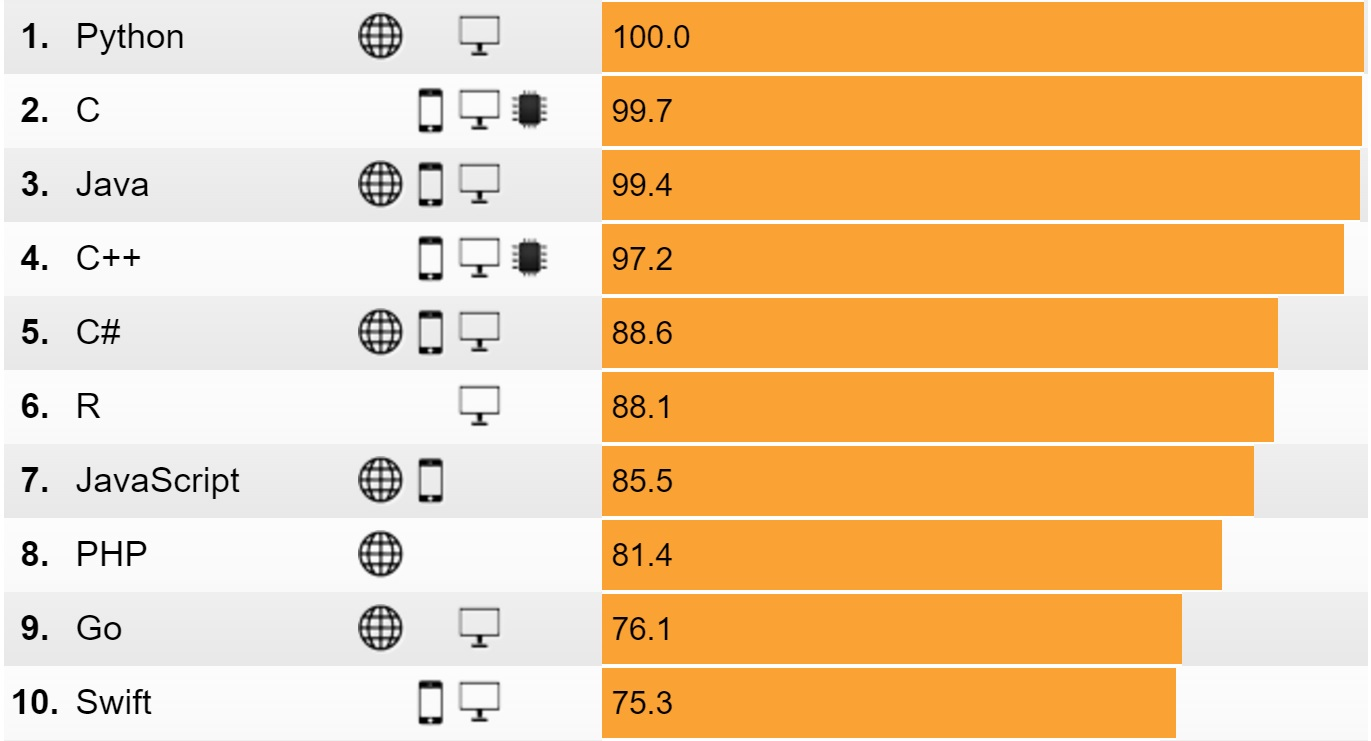 1. Python 100.0
2. C 99.7
3. Java 99.4
4. C++ 97.2
5. C# 88.6
6. R 88.1
7. JavaScript 85.5
8. PHP 81.4
9. Go 76.1
10. Swift 75.3